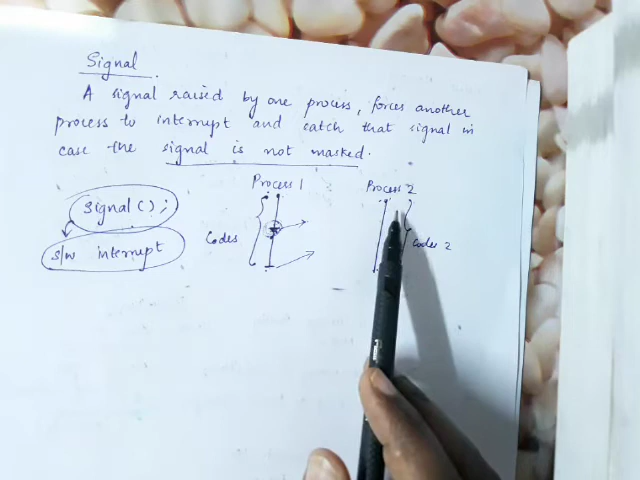 Signal
A signal raised by one process, forces another
process to interrupt and catch that signal in
case the signal is not masked.
Process 1
Process 2
Signal();
Codes
Codes 2
s/w interrupt